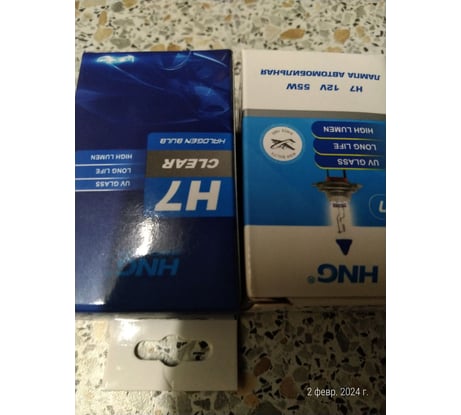 HNG
H7
CLEAR
HALOGEN BULB
UV GLASS
LONG LIFE
HIGH LUMEN
HNG®
UV GLASS
LONG LIFE
HIGH LUMEN
H7 12V 55W
ЛАМПА АВТОМОБИЛЬНАЯ
2 февр. 2024 г.